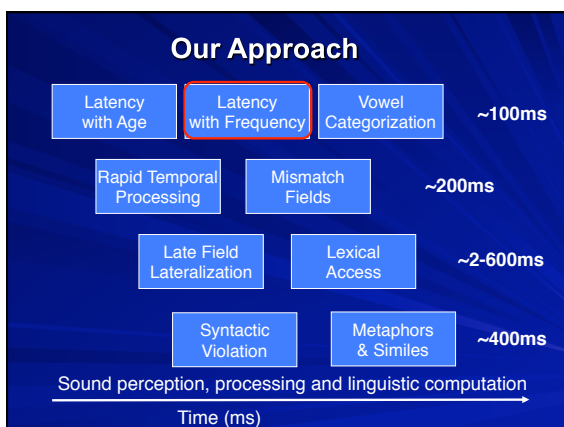 Our Approach
Latency
with Age
Latency
with Frequency
Vowel
Categorization
~100ms
Rapid Temporal
Processing
Mismatch
Fields
~200ms
Late Field
Lateralization
Lexical
Access
~2-600ms
Syntactic
Violation
Metaphors
& Similes
~400ms
Sound perception, processing and linguistic computation
Time (ms)